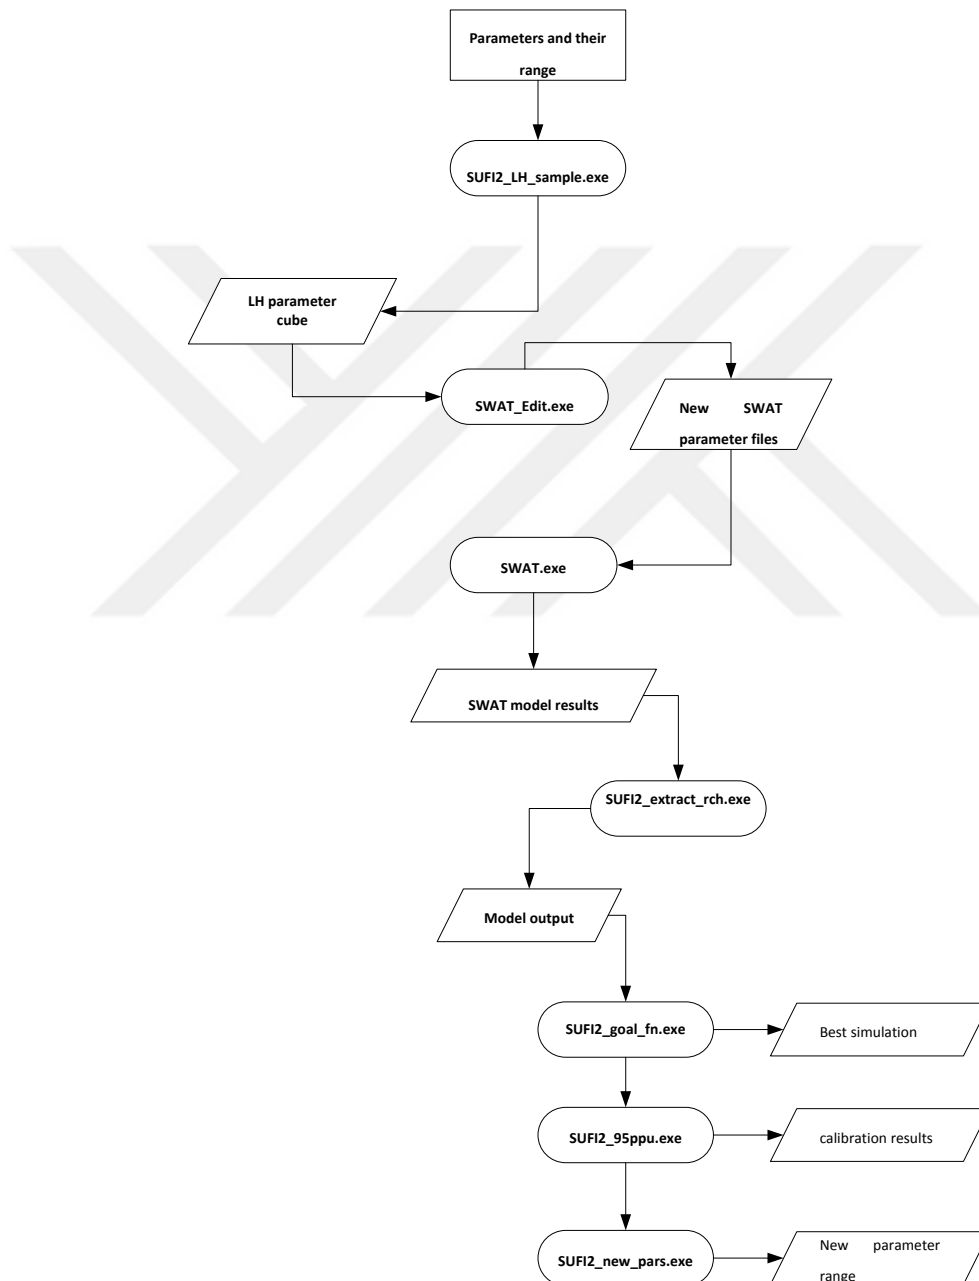 Parameters and their
range
SUFI2_LH_sample.exe
LH parameter
cube
SWAT_Edit.exe
New SWAT
parameter files
SWAT.exe
SWAT model results
SUFI2_extract_rch.exe
Model output
SUFI2_goal_fn.exe
Best simulation
SUFI2_95ppu.exe
calibration results
SUFI2_new_pars.exe
New parameter
range